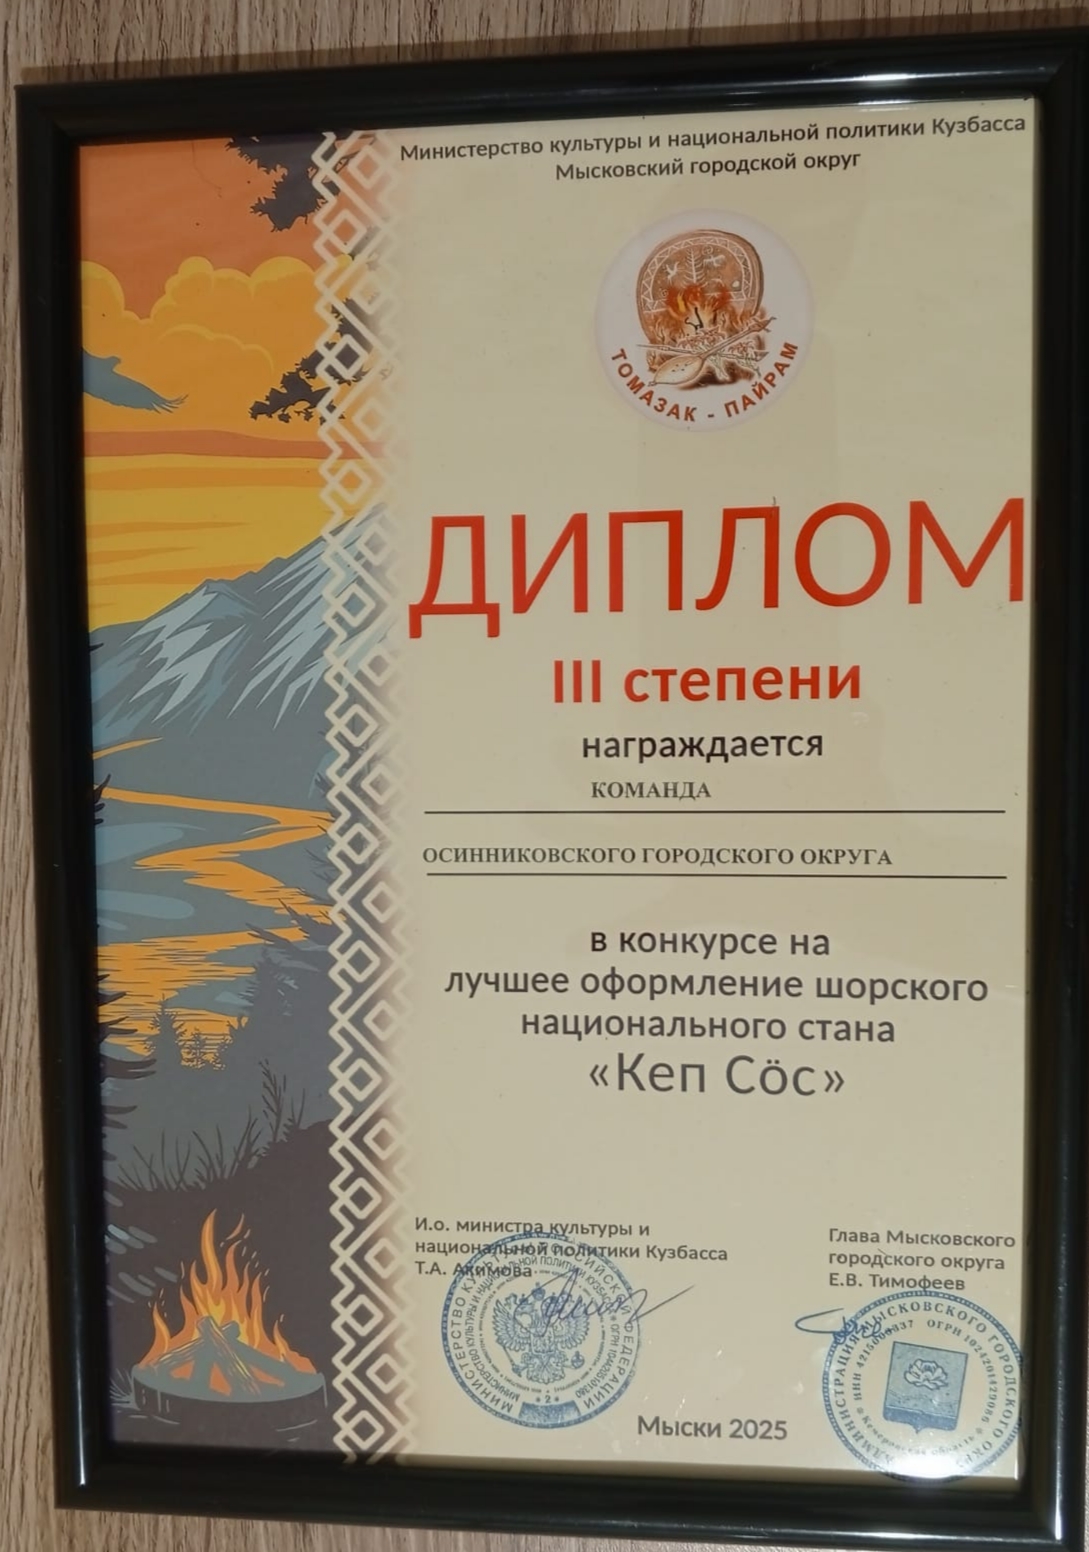 Министерство культуры и национальной политики Кузбасса
Мысковский городской округ
ТОМАЗАК - ПАЙРАМ
ДИПЛОМ
III степени
награждается
КОМАНДА
ОСИННИКОВСКОГО ГОРОДСКОГО ОКРУГА
в конкурсе на
лучшее оформление шорского
национального стана
«Кеп Сӧс»
И.о. министра культуры и
национальной политики Кузбасса
Т.А. Акимова
Глава Мысковского
городского округа
Е.В. Тимофеев
Мыски 2025